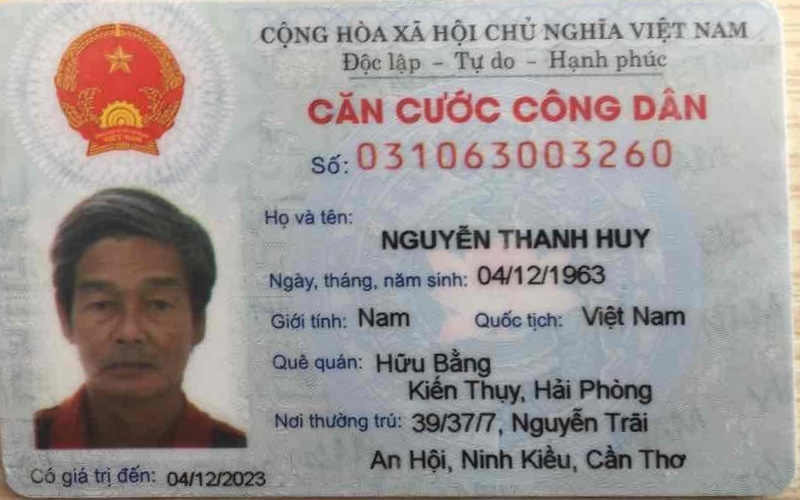 CỘNG HÒA XÃ HỘI CHỦ NGHĨA VIỆT NAM
Độc lập - Tự do - Hạnh phúc
CĂN CƯỚC CÔNG DÂN
Số: 031063003260
Họ và tên:
NGUYỄN THANH HUY
Ngày, tháng, năm sinh: 04/12/1963
Giới tính: Nam Quốc tịch: Việt Nam
Quê quán: Hữu Bằng
Kiến Thụy, Hải Phòng
Nơi thường trú: 39/37/7, Nguyễn Trãi
An Hội, Ninh Kiều, Cần Thơ
Có giá trị đến: 04/12/2023